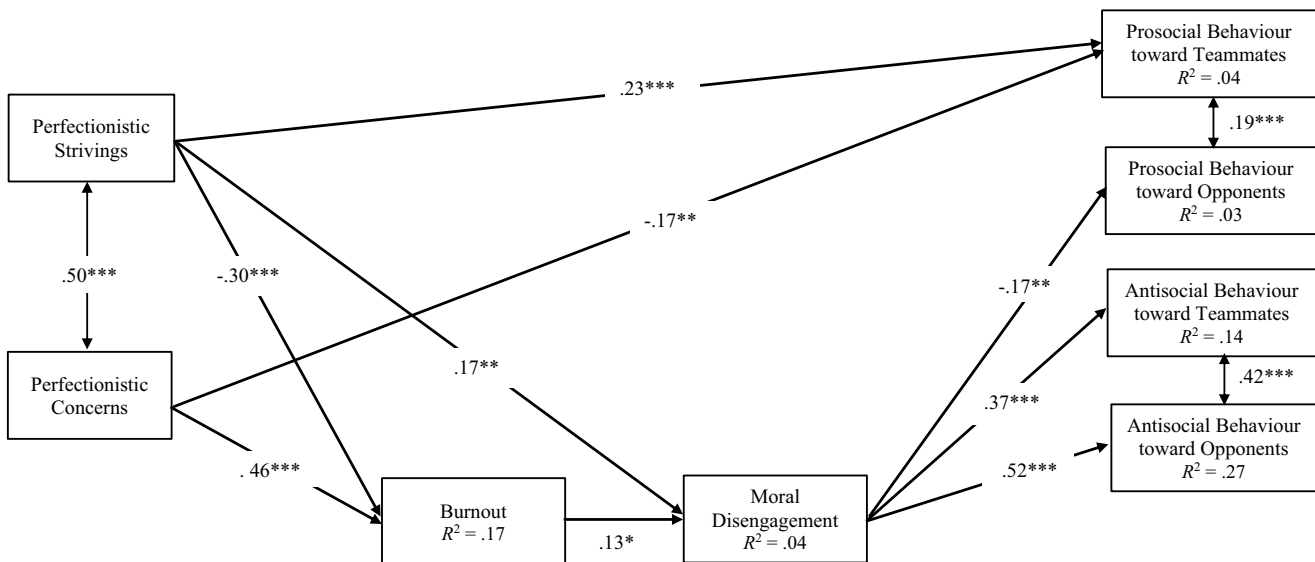 Prosocial Behaviour
toward Teammates
R² = .04
.23***
.19***
Perfectionistic
Strivings
Prosocial Behaviour
toward Opponents
R² = .03
-.17**
.50***
-.30***
-.17**
Antisocial Behaviour
toward Teammates
R² = .14
Perfectionistic
Concerns
.17**
.42***
.37***
Antisocial Behaviour
toward Opponents
R² = .27
. 46***
.52***
Burnout
R² = .17
.13*
Moral
Disengagement
R² = .04